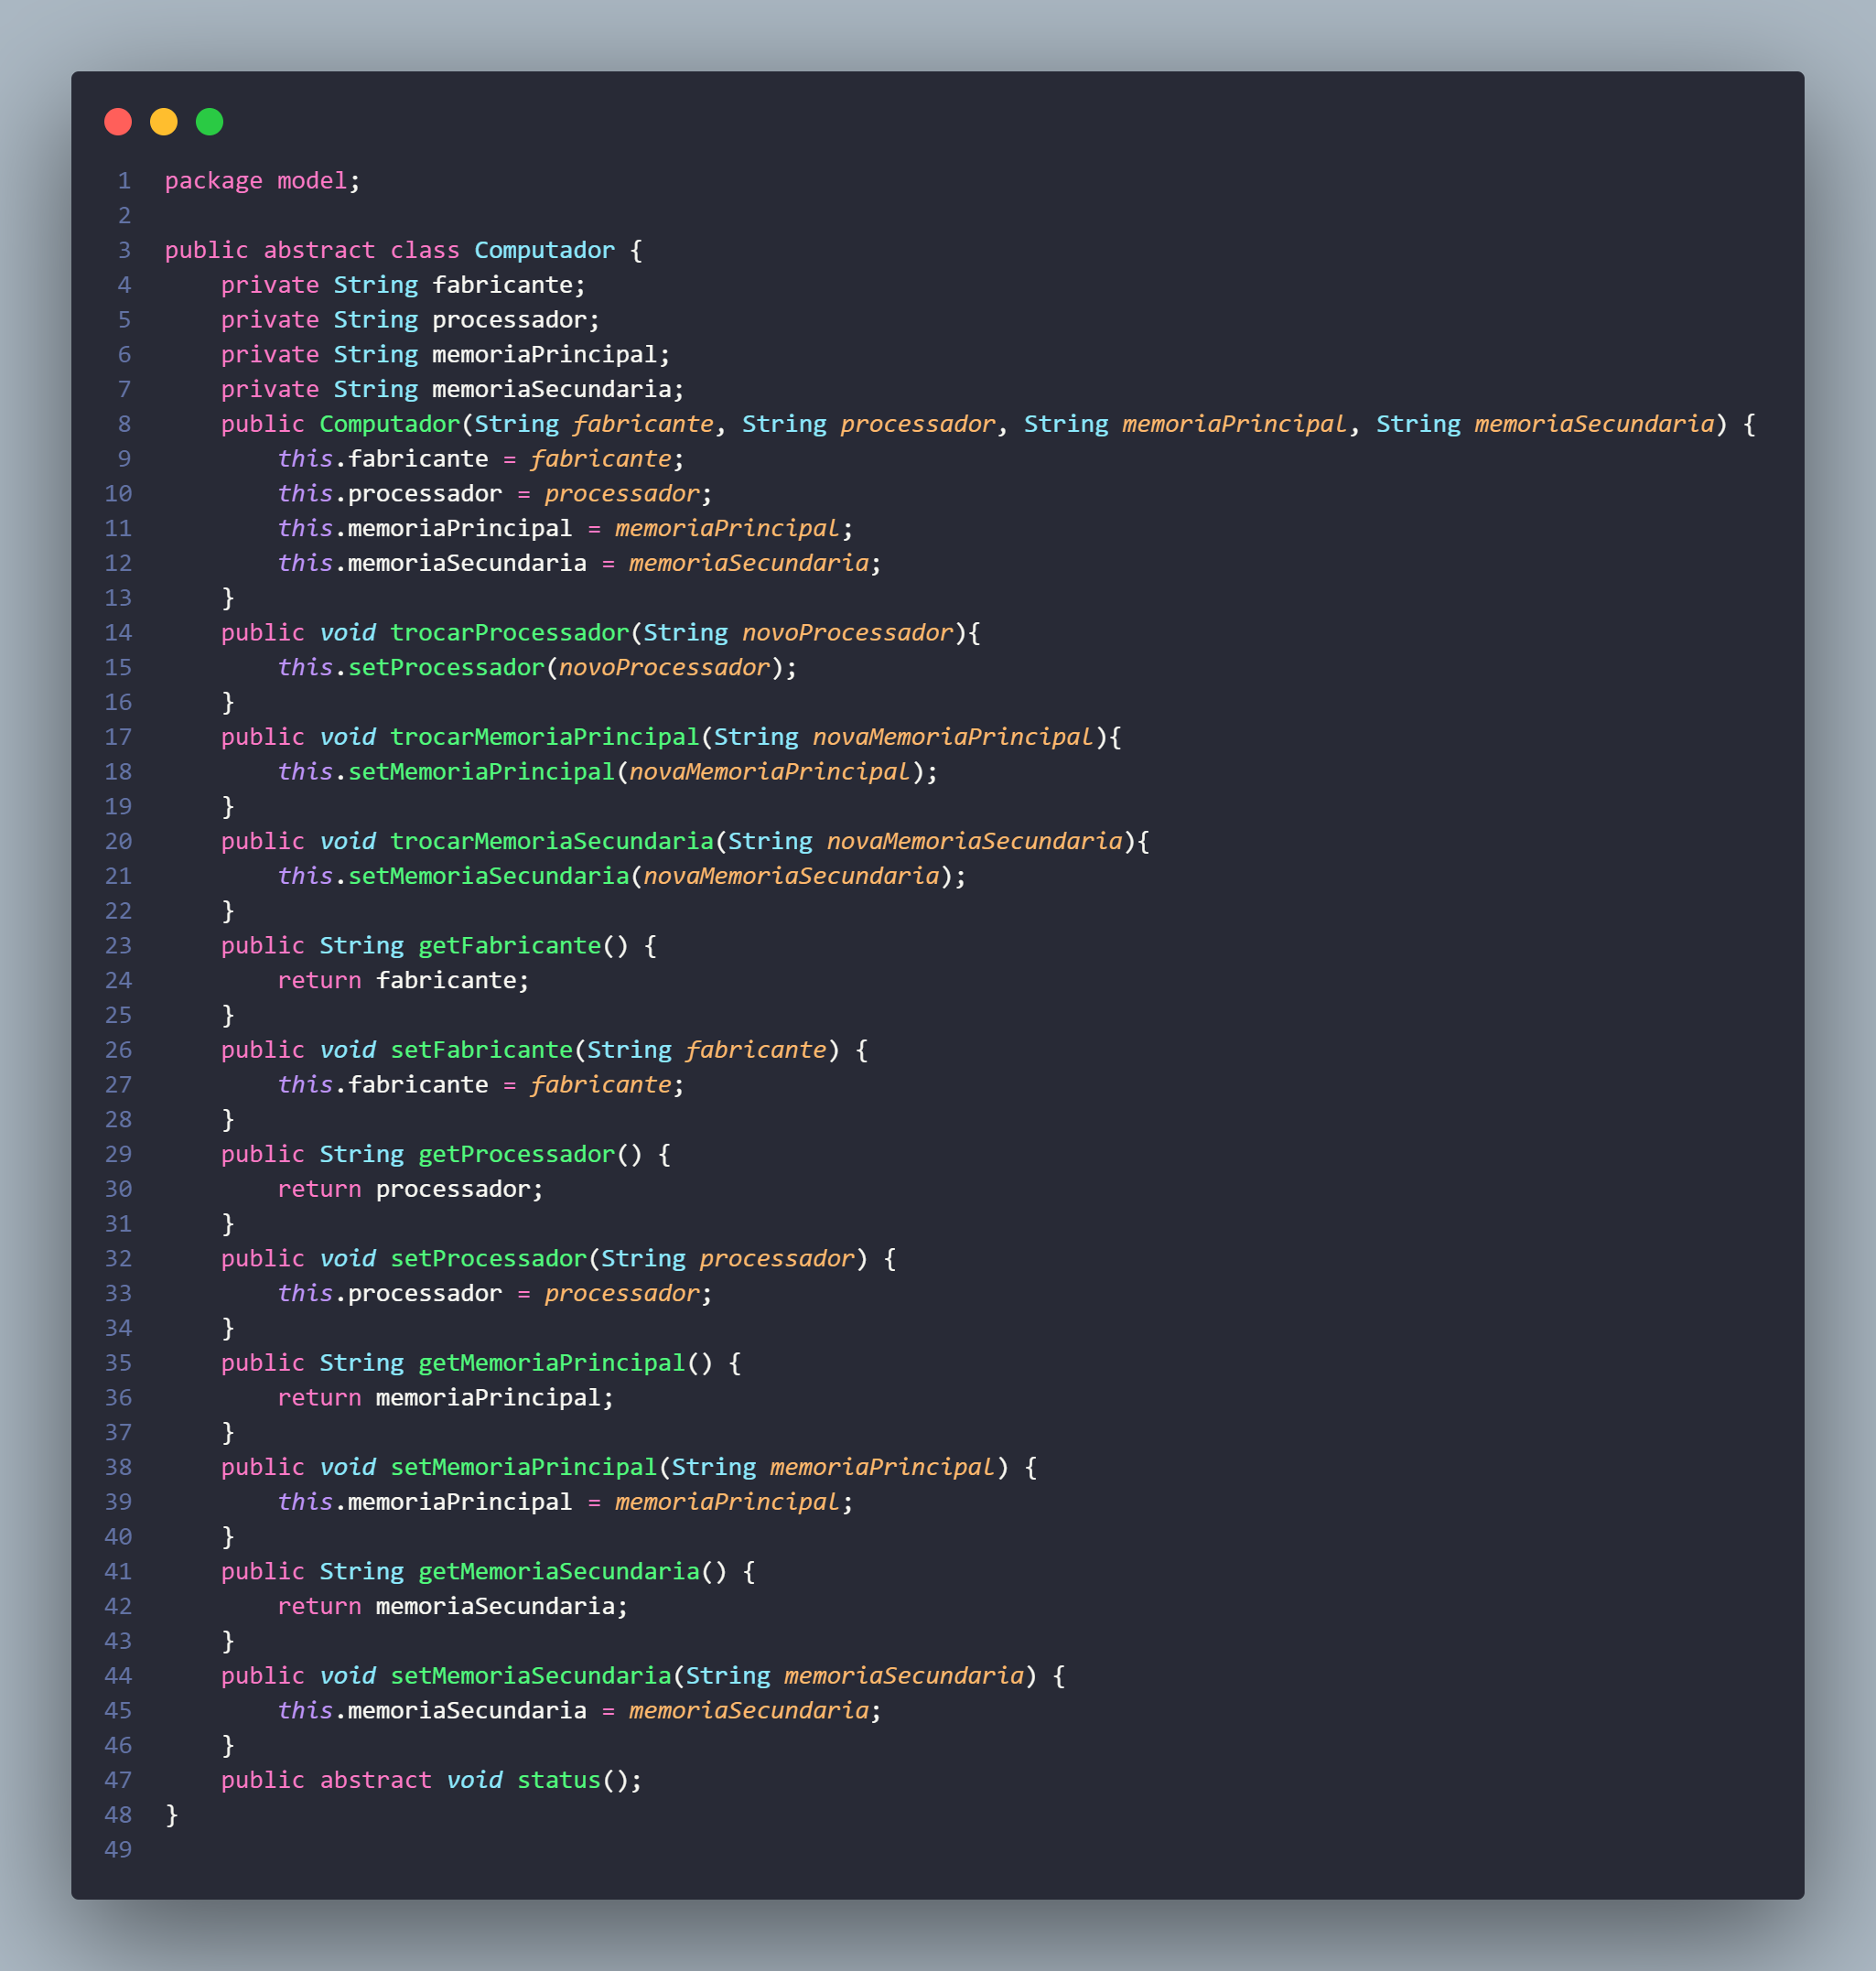 1 package model;
2
3 public abstract class Computador {
4     private String fabricante;
5     private String processador;
6     private String memoriaPrincipal;
7     private String memoriaSecundaria;
8     public Computador(String fabricante, String processador, String memoriaPrincipal, String memoriaSecundaria) {
9         this.fabricante = fabricante;
10         this.processador = processador;
11         this.memoriaPrincipal = memoriaPrincipal;
12         this.memoriaSecundaria = memoriaSecundaria;
13     }
14     public void trocarProcessador(String novoProcessador){
15         this.setProcessador(novoProcessador);
16     }
17     public void trocarMemoriaPrincipal(String novaMemoriaPrincipal){
18         this.setMemoriaPrincipal(novaMemoriaPrincipal);
19     }
20     public void trocarMemoriaSecundaria(String novaMemoriaSecundaria){
21         this.setMemoriaSecundaria(novaMemoriaSecundaria);
22     }
23     public String getFabricante() {
24         return fabricante;
25     }
26     public void setFabricante(String fabricante) {
27         this.fabricante = fabricante;
28     }
29     public String getProcessador() {
30         return processador;
31     }
32     public void setProcessador(String processador) {
33         this.processador = processador;
34     }
35     public String getMemoriaPrincipal() {
36         return memoriaPrincipal;
37     }
38     public void setMemoriaPrincipal(String memoriaPrincipal) {
39         this.memoriaPrincipal = memoriaPrincipal;
40     }
41     public String getMemoriaSecundaria() {
42         return memoriaSecundaria;
43     }
44     public void setMemoriaSecundaria(String memoriaSecundaria) {
45         this.memoriaSecundaria = memoriaSecundaria;
46     }
47     public abstract void status();
48 }
49